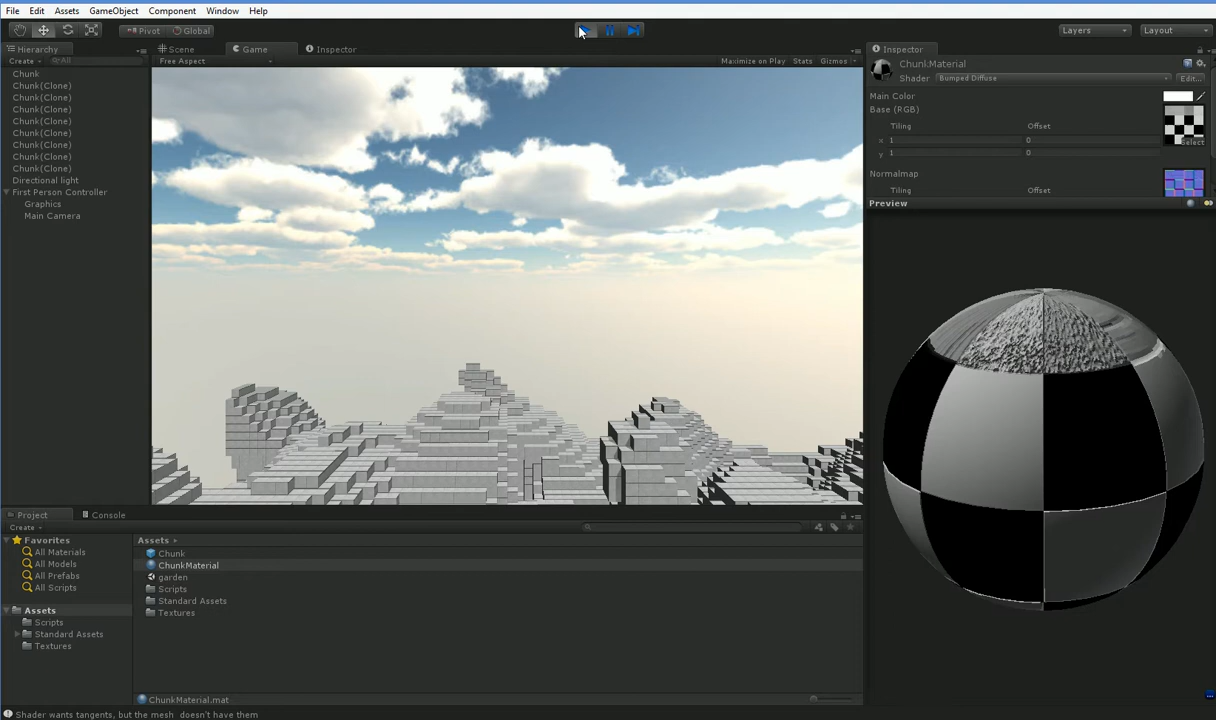 File Edit Assets GameObject Component Window Help
Pivot Global Layers Layout
Hierarchy Scene Game Inspector Inspector
Create All Free Aspect Maximize on Play Stats Gizmos
Chunk
Chunk(Clone)
Chunk(Clone)
Chunk(Clone)
Chunk(Clone)
Chunk(Clone)
Chunk(Clone)
Chunk(Clone)
Chunk(Clone)
Directional light
First Person Controller
Graphics
Main Camera
ChunkMaterial
Shader Bumped Diffuse Edit...
Main Color
Base (RGB)
Tiling Offset
x 1 0
y 1 0
Select
Normalmap
Tiling Offset
Preview
Project Console
Create
Favorites
All Materials
All Models
All Prefabs
All Scripts
Assets
Scripts
Standard Assets
Textures
Assets
Chunk
ChunkMaterial
garden
Scripts
Standard Assets
Textures
ChunkMaterial.mat
Shader wants tangents, but the mesh doesn't have them